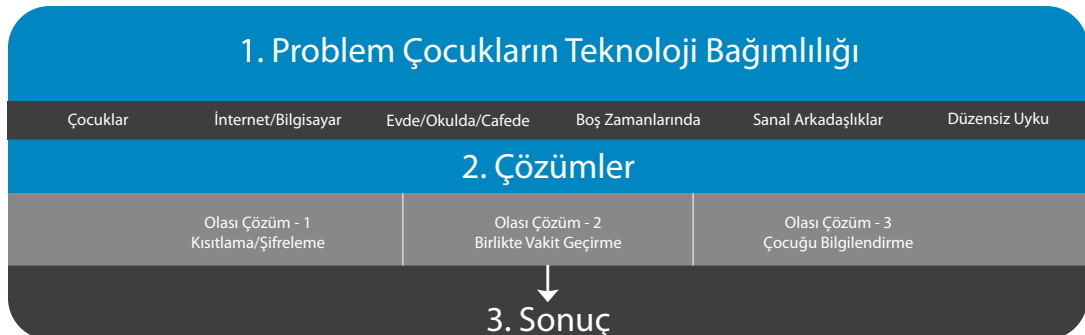 1. Problem Çocukların Teknoloji Bağımlılığı
Çocuklar İnternet/Bilgisayar Evde/Okulda/Cafede Boş Zamanlarında Sanal Arkadaşlıklar Düzensiz Uyku
2. Çözümler
Olası Çözüm - 1
Kısıtlama/Şifreleme
Olası Çözüm - 2
Birlikte Vakit Geçirme
Olası Çözüm - 3
Çocuğu Bilgilendirme
3. Sonuç